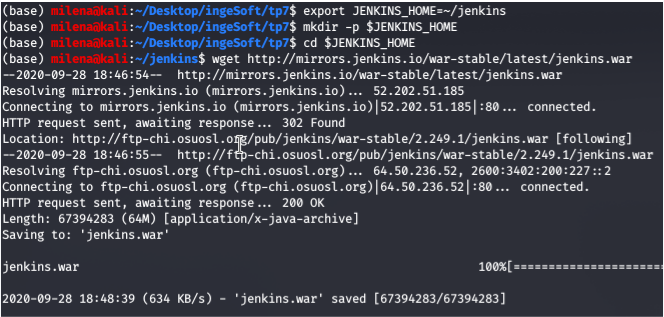 (base) milena@kali:~/Desktop/ingeSoft/tp7$ export JENKINS_HOME=~/jenkins
(base) milena@kali:~/Desktop/ingeSoft/tp7$ mkdir -p $JENKINS_HOME
(base) milena@kali:~/Desktop/ingeSoft/tp7$ cd $JENKINS_HOME
(base) milena@kali:~/jenkins$ wget http://mirrors.jenkins.io/war-stable/latest/jenkins.war
--2020-09-28 18:46:54-- http://mirrors.jenkins.io/war-stable/latest/jenkins.war
Resolving mirrors.jenkins.io (mirrors.jenkins.io)... 52.202.51.185
Connecting to mirrors.jenkins.io (mirrors.jenkins.io)|52.202.51.185|:80... connected.
HTTP request sent, awaiting response... 302 Found
Location: http://ftp-chi.osuosl.org/pub/jenkins/war-stable/2.249.1/jenkins.war [following]
--2020-09-28 18:46:55-- http://ftp-chi.osuosl.org/pub/jenkins/war-stable/2.249.1/jenkins.war
Resolving ftp-chi.osuosl.org (ftp-chi.osuosl.org)... 64.50.236.52, 2600:3402:200:227::2
Connecting to ftp-chi.osuosl.org (ftp-chi.osuosl.org)|64.50.236.52|:80... connected.
HTTP request sent, awaiting response... 200 OK
Length: 67394283 (64M) [application/x-java-archive]
Saving to: 'jenkins.war'
jenkins.war 100%[======================
2020-09-28 18:48:39 (634 KB/s) - 'jenkins.war' saved [67394283/67394283]